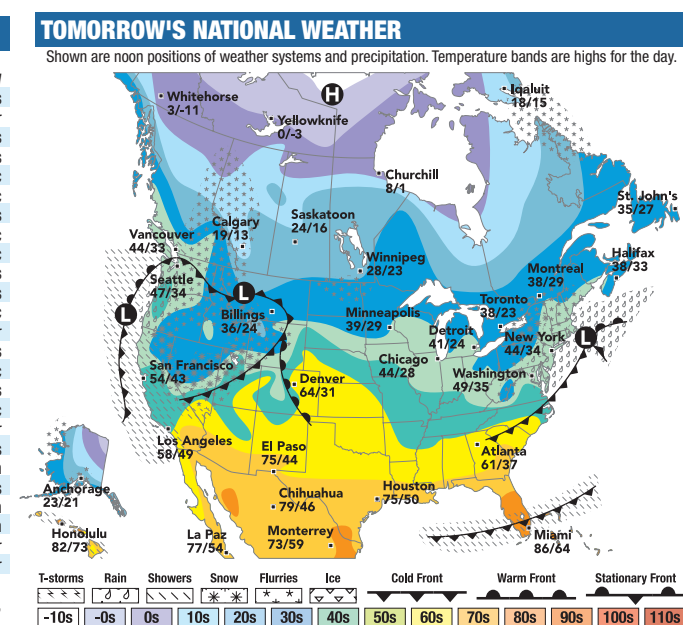 TOMORROW'S NATIONAL WEATHER
Shown are noon positions of weather systems and precipitation. Temperature bands are highs for the day.
H
Whitehorse
3/-11
Yellowknife
0/-3
Iqaluit
18/15
Churchill
8/1
St. John's
35/27
Saskatoon
24/16
Calgary
19/13
Vancouver
44/33
Winnipeg
28/23
Halifax
38/33
Montreal
38/29
Seattle
47/34
L
L
Billings
36/24
Minneapolis
39/29
Toronto
38/23
Detroit
41/24
New York
44/34
L
Chicago
44/28
Washington
49/35
San Francisco
54/43
Denver
64/31
Los Angeles
58/49
El Paso
75/44
Atlanta
61/37
Anchorage
23/21
Chihuahua
79/46
Houston
75/50
Honolulu
82/73
La Paz
77/54
Monterrey
73/59
Miami
86/64
T-storms Rain Showers Snow Flurries Ice Cold Front Warm Front Stationary Front
-10s -0s 0s 10s 20s 30s 40s 50s 60s 70s 80s 90s 100s 110s